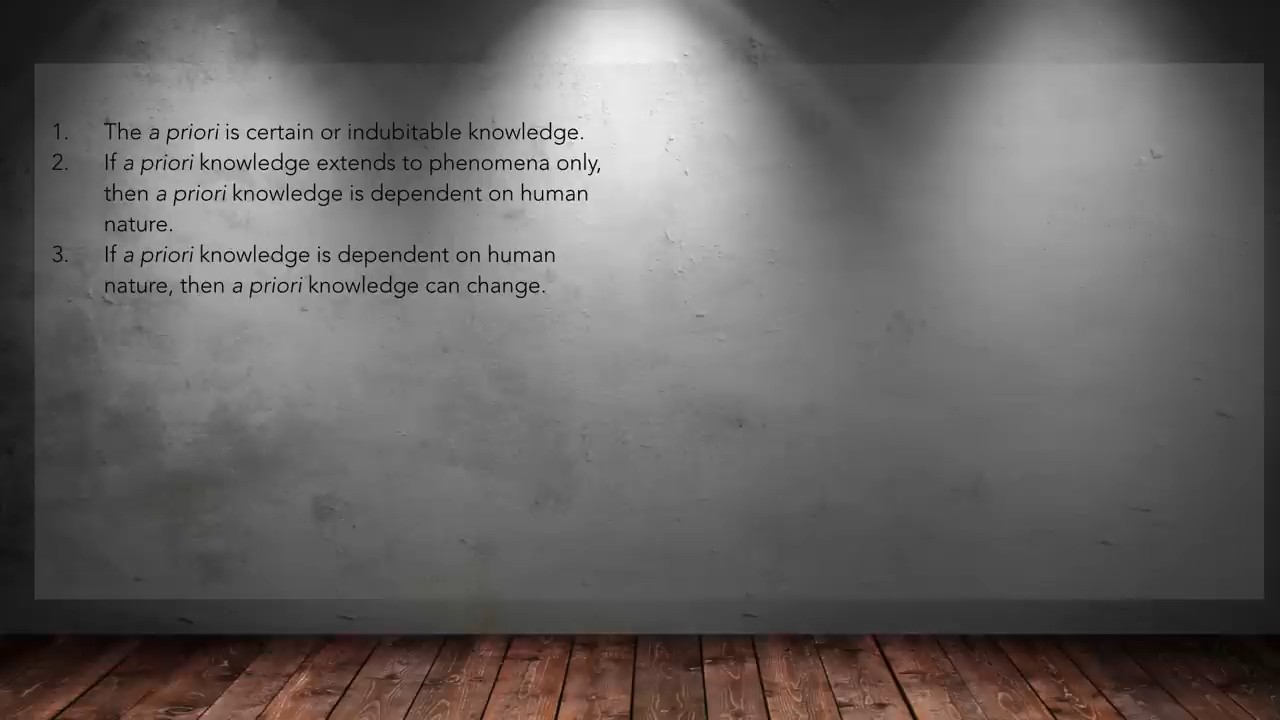 1. The a priori is certain or indubitable knowledge.
2. If a priori knowledge extends to phenomena only,
then a priori knowledge is dependent on human
nature.
3. If a priori knowledge is dependent on human
nature, then a priori knowledge can change.